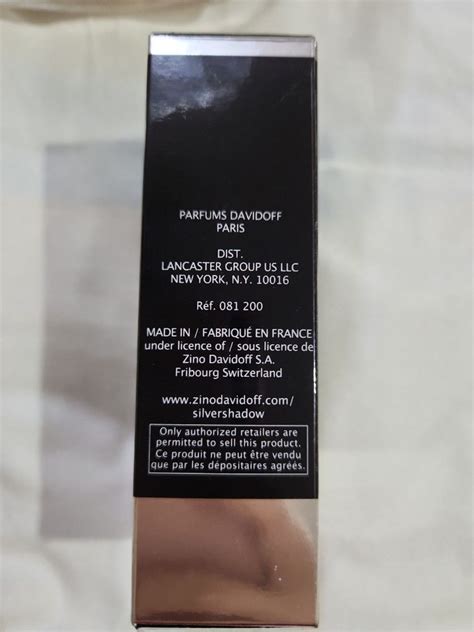 PARFUMS DAVIDOFF
PARIS
DIST.
LANCASTER GROUP US LLC
NEW YORK, N.Y. 10016
Réf. 081 200
MADE IN / FABRIQUÉ EN FRANCE
under licence of / sous licence de
Zino Davidoff S.A.
Fribourg Switzerland
www.zinodavidoff.com/
silvershadow
Only authorized retailers are
permitted to sell this product.
Ce produit ne peut être vendu
que par les dépositaires agréés.